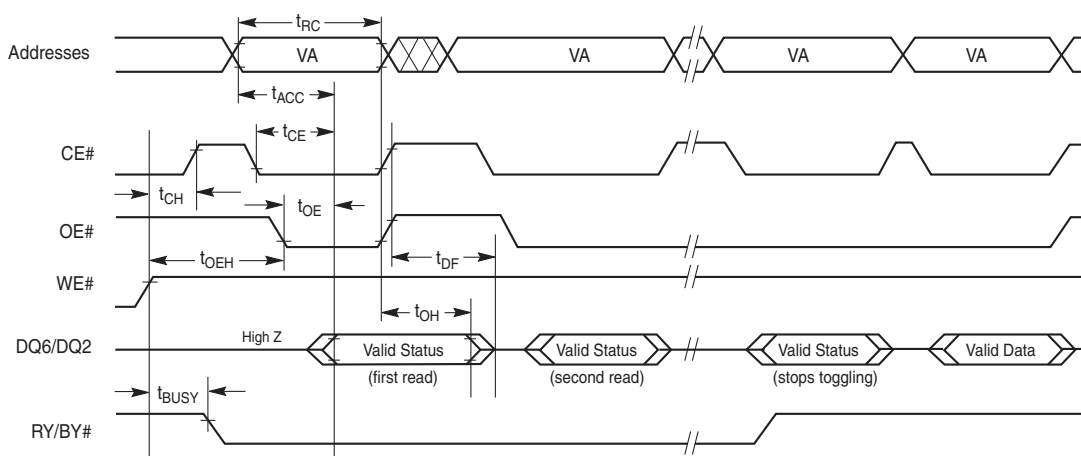 tRC
Addresses VA VA VA VA
tACC
tCE
CE#
tCH
tOE
OE#
tOEH tDF
WE#
tOH
High Z
DQ6/DQ2 Valid Status Valid Status Valid Status Valid Data
(first read) (second read) (stops toggling)
tBUSY
RY/BY#